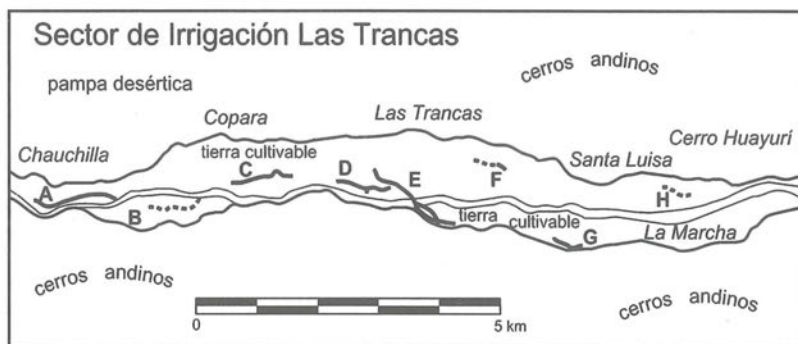 Sector de Irrigación Las Trancas
cerros andinos
pampa desértica
Copara
Las Trancas
Cerro Huayurí
Chauchilla
tierra cultivable
Santa Luisa
C
D
E
F
A
H
B
tierra cultivable
G
La Marcha
cerros andinos
cerros andinos
0
5 km